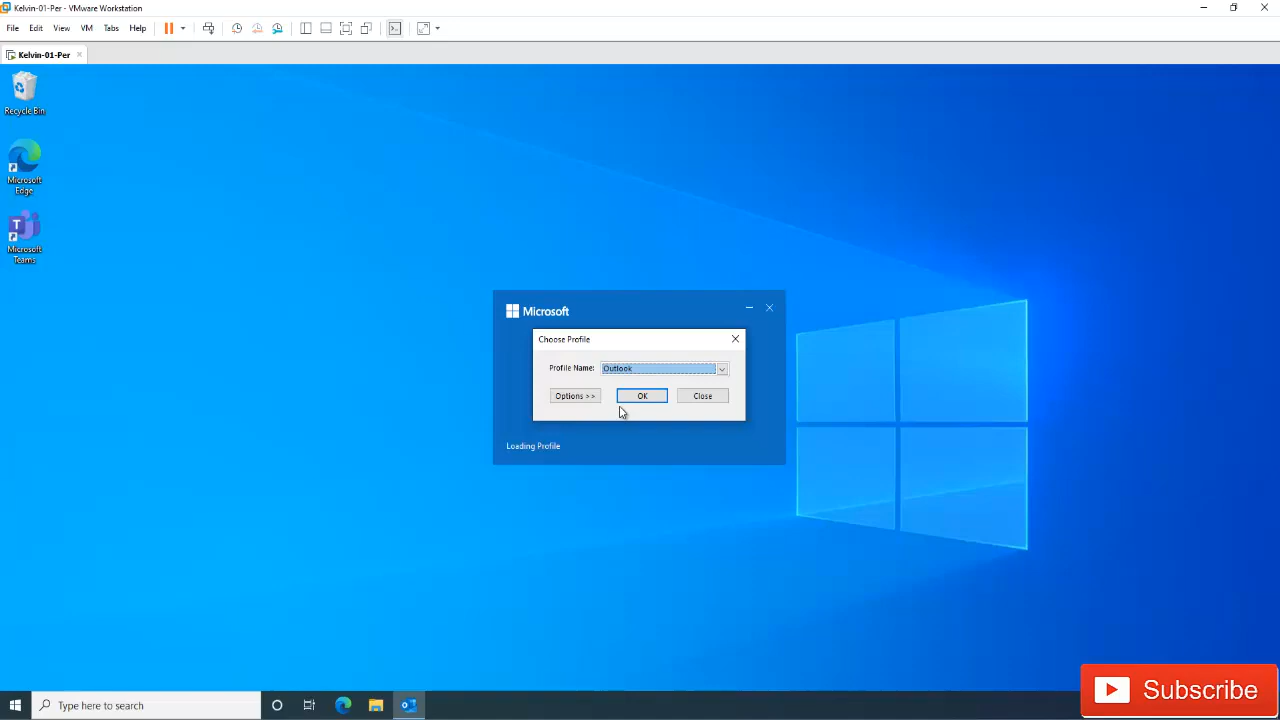 Kelvin-01-Per - VMware Workstation
File Edit View VM Tabs Help
Kelvin-01-Per
Recycle Bin
Microsoft
Edge
Microsoft
Teams
Microsoft
Choose Profile
Profile Name: Outlook
Options >> OK Close
Loading Profile
Type here to search
Subscribe